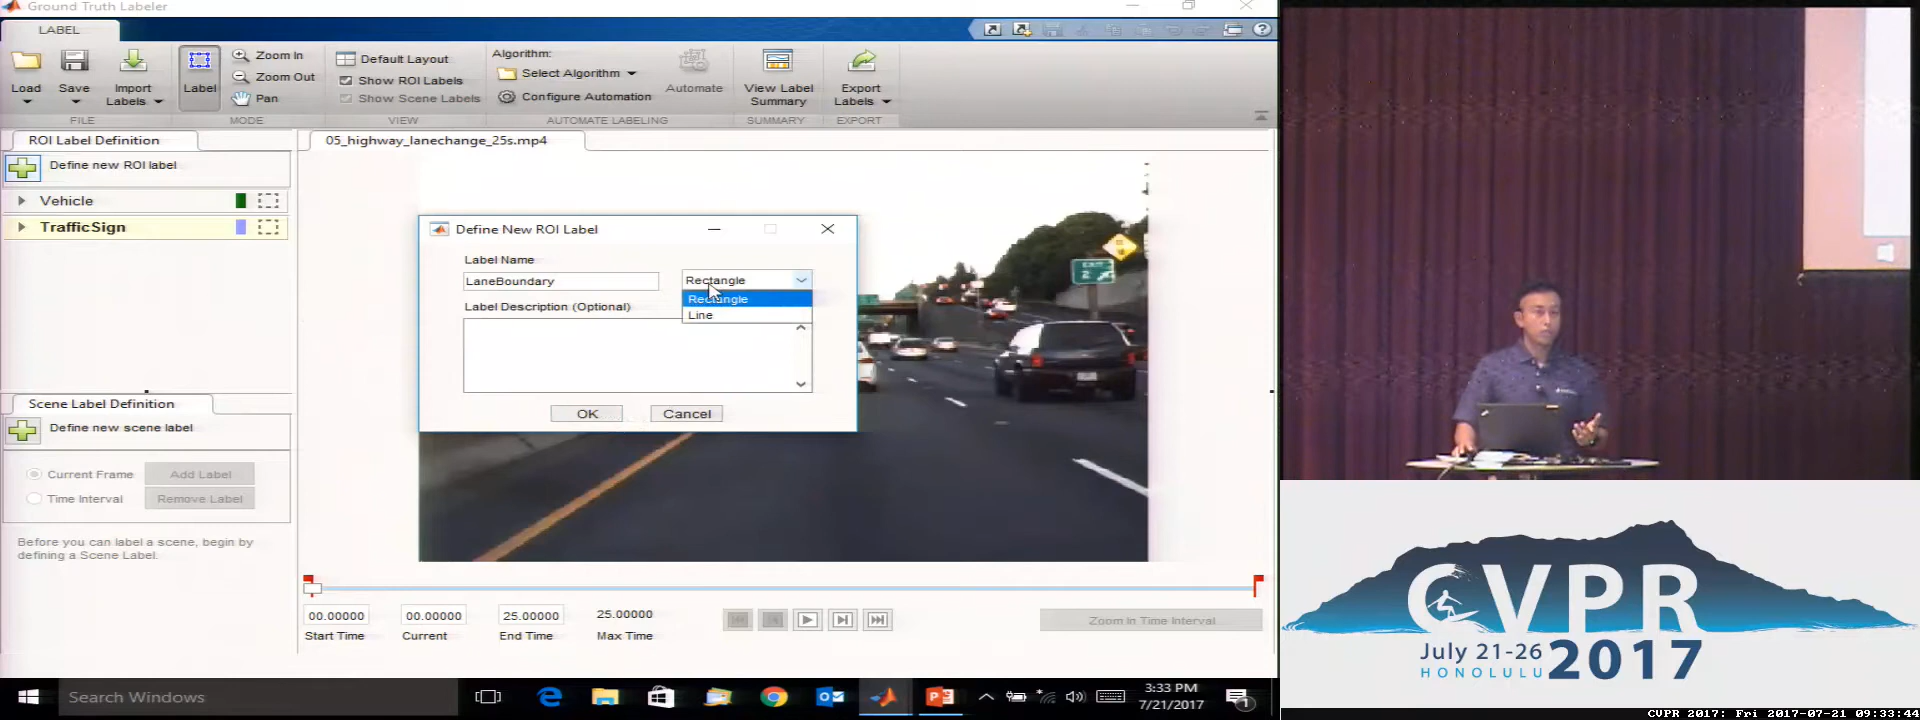 Ground Truth Labeler
LABEL
Load
Save
Import
Labels
FILE
Label
Zoom In
Zoom Out
Pan
MODE
Default Layout
Show ROI Labels
Show Scene Labels
VIEW
Algorithm:
Select Algorithm
Configure Automation
Automate
AUTOMATE LABELING
View Label
Summary
SUMMARY
Export
Labels
EXPORT
ROI Label Definition
Define new ROI label
Vehicle
TrafficSign
05_highway_lanechange_25s.mp4
Define New ROI Label
Label Name
LaneBoundary
Rectangle
Rectangle
Line
Label Description (Optional)
OK
Cancel
EXIT
2
Scene Label Definition
Define new scene label
Current Frame
Add Label
Time Interval
Remove Label
Before you can label a scene, begin by
defining a Scene Label.
00.00000
00.00000
25.00000
25.00000
Start Time
Current
End Time
Max Time
Zoom In Time Interval
Search Windows
3:33 PM
7/21/2017
1
CVPR
July 21-26
HONOLULU
2017
CVPR 2017: Fri 2017-07-21 09:33:44